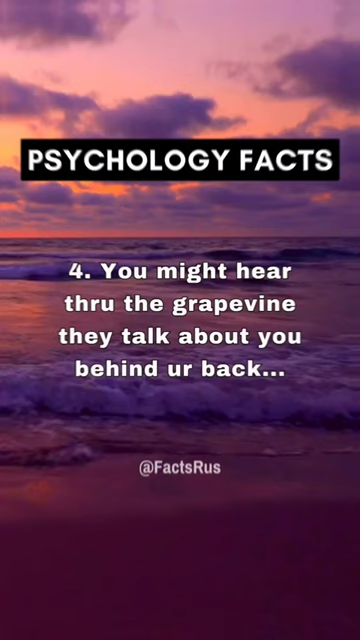 PSYCHOLOGY FACTS
4. You might hear
thru the grapevine
they talk about you
behind ur back...
@FactsRus